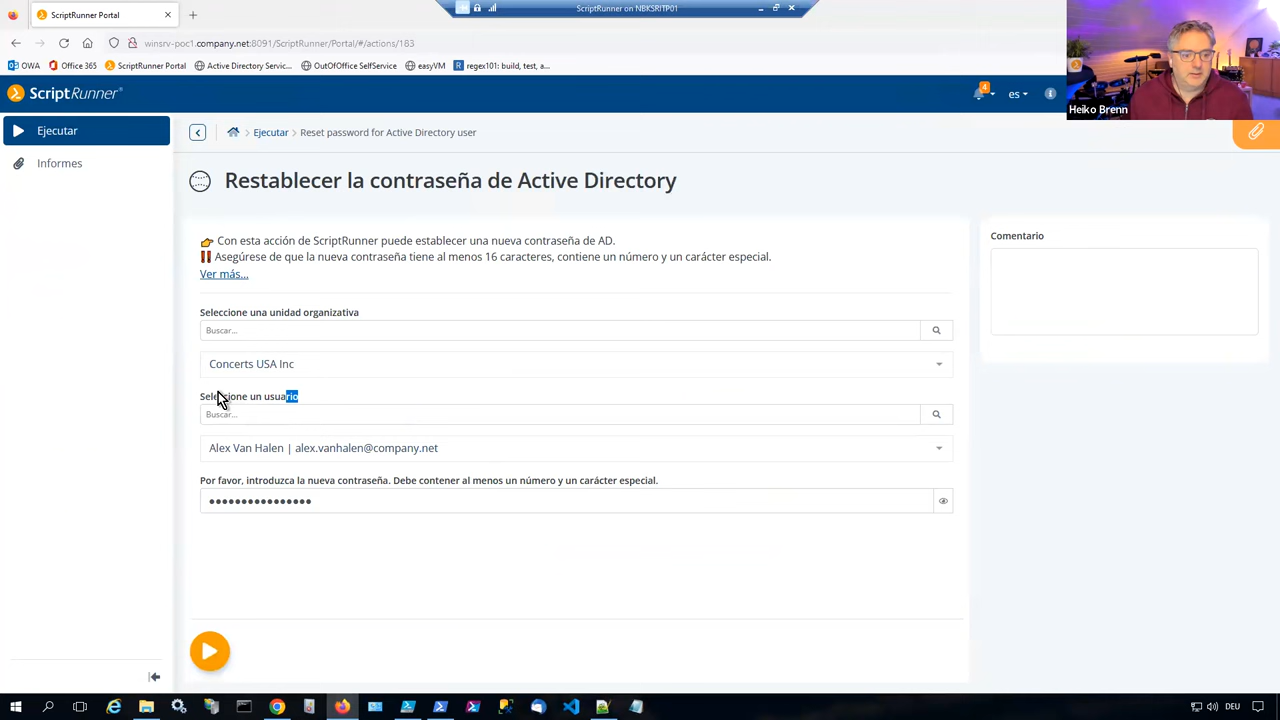 ScriptRunner Portal
ScriptRunner on NBKSRITP01
winsrv-poc1.company.net:8091/ScriptRunner/Portal/#/actions/183
OWA
Office 365
ScriptRunner Portal
Active Directory Servic...
OutOfOffice SelfService
easyVM
regex101: build, test, a...
ScriptRunner®
4
es
Heiko Brenn
Ejecutar
Informes
Ejecutar
Reset password for Active Directory user
Restablecer la contraseña de Active Directory
Con esta acción de ScriptRunner puede establecer una nueva contraseña de AD.
Asegúrese de que la nueva contraseña tiene al menos 16 caracteres, contiene un número y un carácter especial.
Ver más...
Comentario
Seleccione una unidad organizativa
Buscar...
Concerts USA Inc
Seleccione un usuario
Buscar...
Alex Van Halen | alex.vanhalen@company.net
Por favor, introduzca la nueva contraseña. Debe contener al menos un número y un carácter especial.
••••••••••••••••
DEU